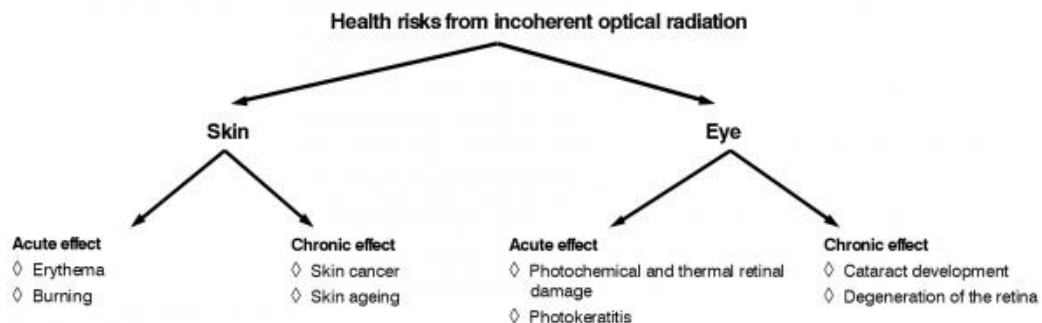 Health risks from incoherent optical radiation
Skin
Eye
Acute effect
◊ Erythema
◊ Burning
Chronic effect
◊ Skin cancer
◊ Skin ageing
Acute effect
◊ Photochemical and thermal retinal
damage
◊ Photokeratitis
Chronic effect
◊ Cataract development
◊ Degeneration of the retina